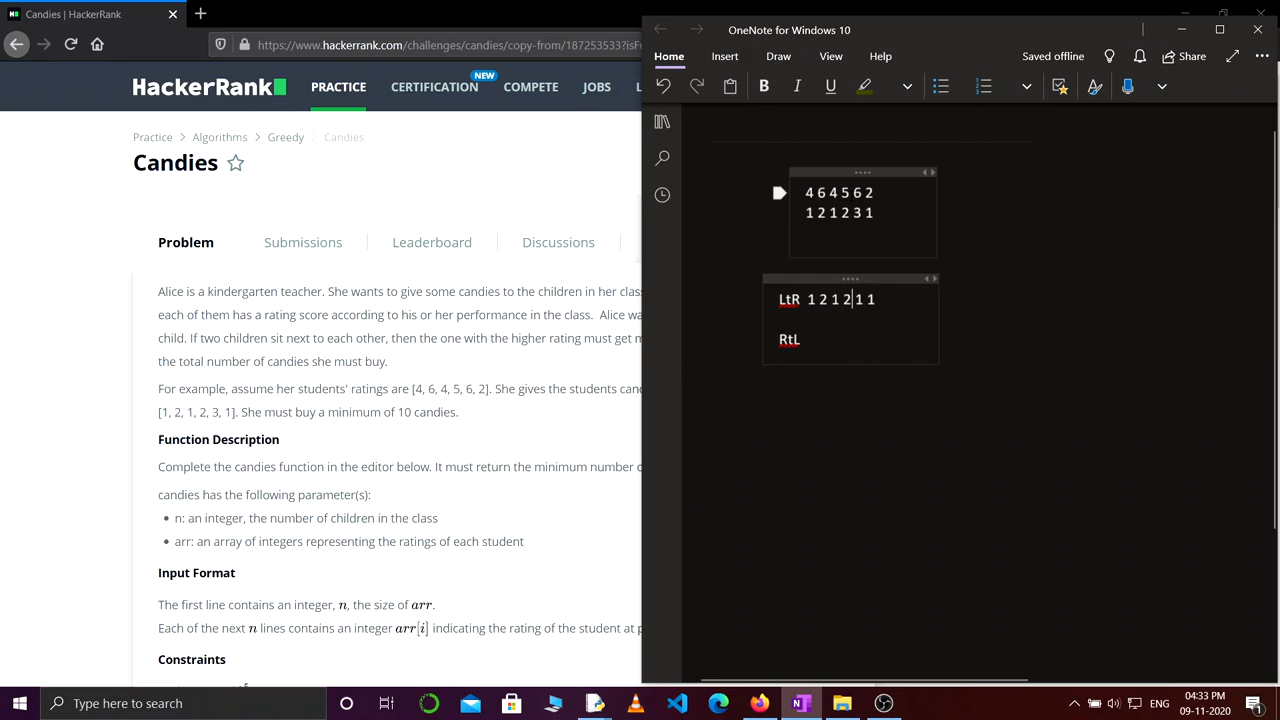 Candies | HackerRank
https://www.hackerrank.com/challenges/candies/copy-from/187253533?isFu
HackerRank
PRACTICE
CERTIFICATION
NEW
COMPETE
JOBS
L
Practice > Algorithms > Greedy > Candies
Candies
Problem
Submissions
Leaderboard
Discussions
Alice is a kindergarten teacher. She wants to give some candies to the children in her clas
each of them has a rating score according to his or her performance in the class. Alice wa
child. If two children sit next to each other, then the one with the higher rating must get m
the total number of candies she must buy.
For example, assume her students' ratings are [4, 6, 4, 5, 6, 2]. She gives the students cand
[1, 2, 1, 2, 3, 1]. She must buy a minimum of 10 candies.
Function Description
Complete the candies function in the editor below. It must return the minimum number o
candies has the following parameter(s):
• n: an integer, the number of children in the class
• arr: an array of integers representing the ratings of each student
Input Format
The first line contains an integer, n, the size of arr.
Each of the next n lines contains an integer arr[i] indicating the rating of the student at p
Constraints
OneNote for Windows 10
Home
Insert
Draw
View
Help
Saved offline
Share
B
I
U
4 6 4 5 6 2
1 2 1 2 3 1
LtR 1 2 1 2 1 1
RtL
Type here to search
ENG
04:33 PM
09-11-2020
1